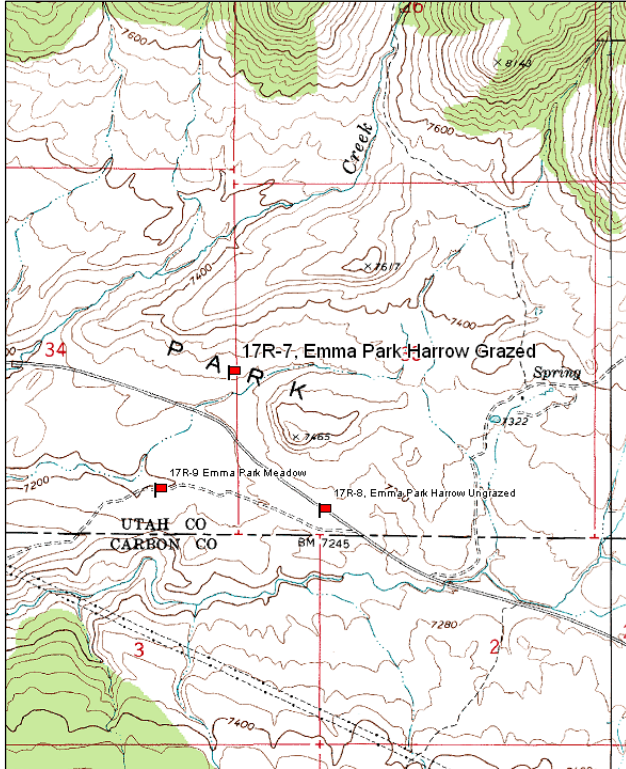 7600
8143
7600
Creek
7617
7400
7400
34
17R-7, Emma Park Harrow Grazed
P A R K
Spring
7322
7465
17R-9 Emma Park Meadow
7200
17R-8, Emma Park Harrow Ungrazed
UTAH CO
CARBON CO
BM 7245
7280
3
2
7400